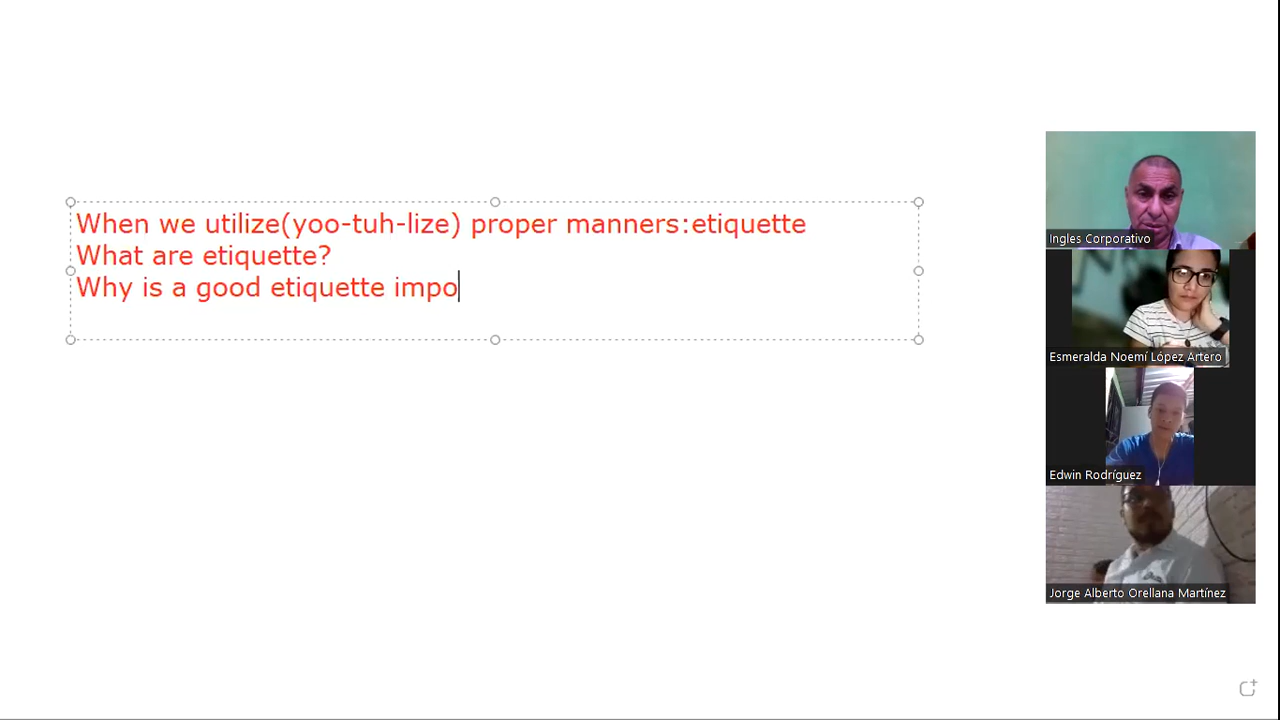 When we utilize(yoo-tuh-lize) proper manners:etiquette
What are etiquette?
Why is a good etiquette impo
Ingles Corporativo
Esmeralda Noemí López Artero
Edwin Rodríguez
Jorge Alberto Orellana Martínez